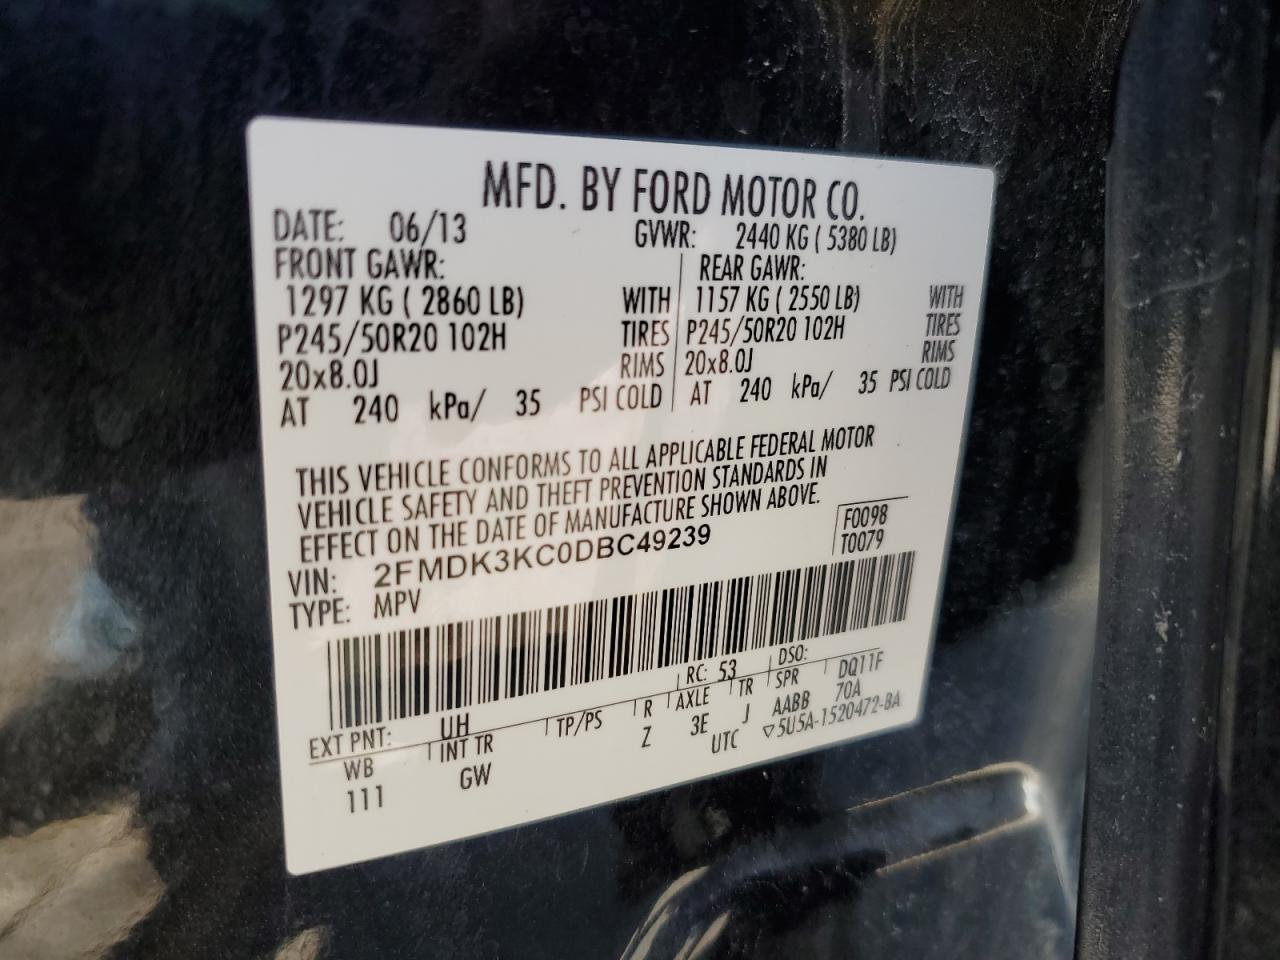 MFD. BY FORD MOTOR CO.
DATE: 06/13 GVWR: 2440 KG ( 5380 LB)
FRONT GAWR: REAR GAWR:
1297 KG ( 2860 LB) WITH 1157 KG ( 2550 LB) WITH
P245/50R20 102H TIRES P245/50R20 102H TIRES
20x8.0J RIMS 20x8.0J RIMS
AT 240 kPa/ 35 PSI COLD AT 240 kPa/ 35 PSI COLD
THIS VEHICLE CONFORMS TO ALL APPLICABLE FEDERAL MOTOR
VEHICLE SAFETY AND THEFT PREVENTION STANDARDS IN
EFFECT ON THE DATE OF MANUFACTURE SHOWN ABOVE.
VIN: 2FMDK3KC0DBC49239 F0098
TYPE: MPV T0079
EXT PNT: UH RC: 53 DSO:
WB INT TR TP/PS R AXLE TR SPR DQ11F
111 GW Z 3E J AABB 70A
UTC ▽5U5A-1520472-BA